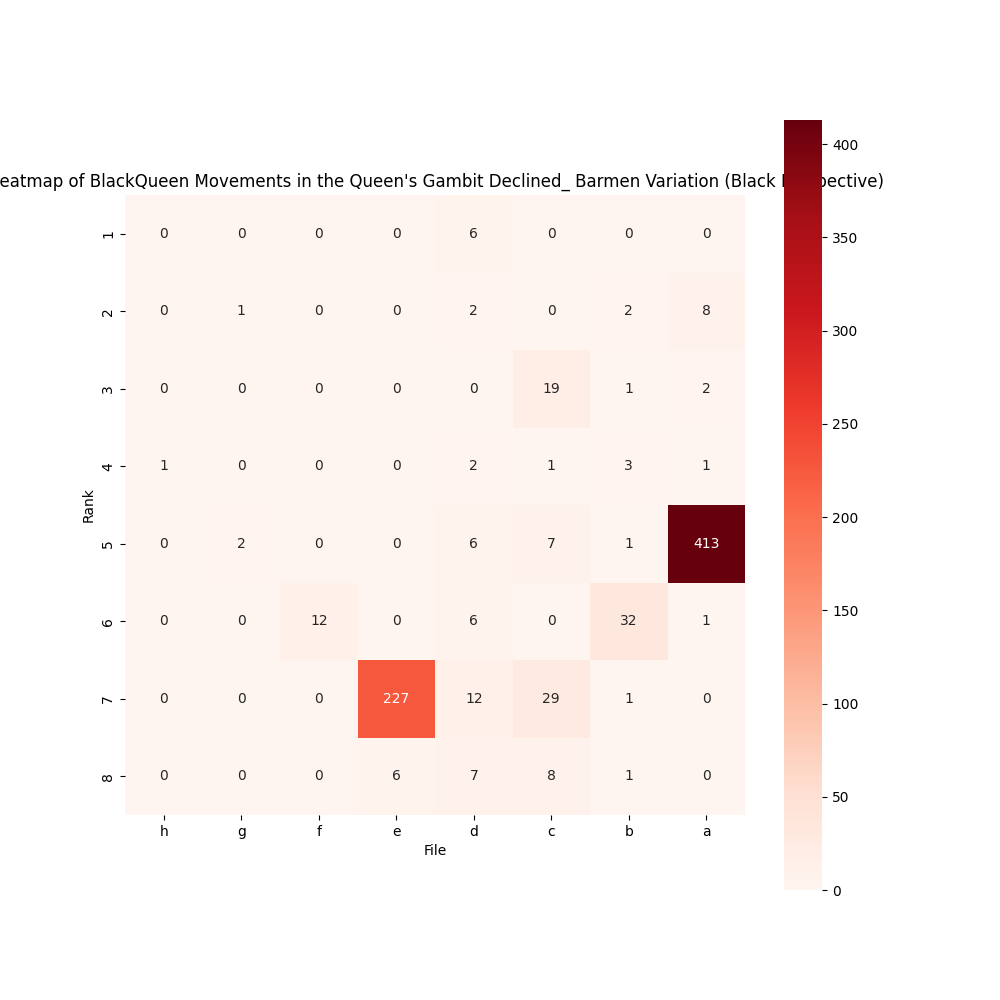 eatmap of BlackQueen Movements in the Queen's Gambit Declined_ Barmen Variation (Black pective)
400
350
300
250
200
150
100
50
0
1 0 0 0 0 6 0 0 0
2 0 1 0 0 2 0 2 8
3 0 0 0 0 0 19 1 2
4 1 0 0 0 2 1 3 1
5 0 2 0 0 6 7 1 413
6 0 0 12 0 6 0 32 1
7 0 0 0 227 12 29 1 0
8 0 0 0 6 7 8 1 0
Rank
h g f e d c b a
File